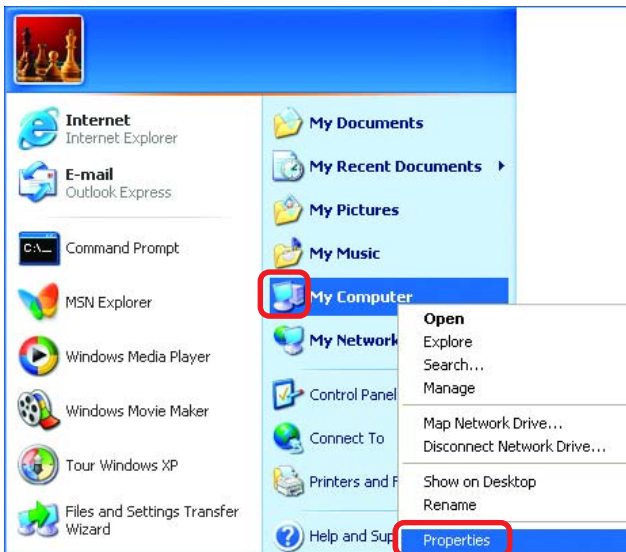 Internet
Internet Explorer
E-mail
Outlook Express
C:\_
Command Prompt
MSN Explorer
Windows Media Player
Windows Movie Maker
Tour Windows XP
Files and Settings Transfer
Wizard
My Documents
My Recent Documents
My Pictures
My Music
My Computer
My Network
Control Panel
Connect To
Printers and F
Help and Sup
Open
Explore
Search...
Manage
Map Network Drive...
Disconnect Network Drive...
Show on Desktop
Rename
Properties